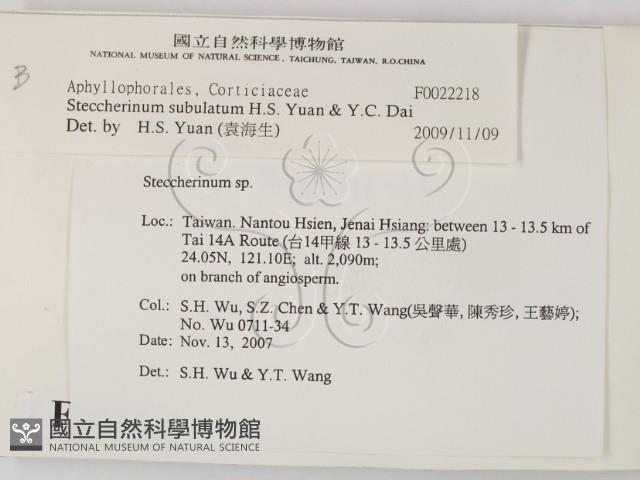 國立自然科學博物館
NATIONAL MUSEUM OF NATURAL SCIENCE, TAICHUNG, TAIWAN, R.O.CHINA
B
Aphyllophorales, Corticiaceae F0022218
Steccherinum subulatum H.S. Yuan & Y.C. Dai
Det. by H.S. Yuan (袁海生) 2009/11/09
Steccherinum sp.
Loc.: Taiwan. Nantou Hsien, Jenai Hsiang: between 13 - 13.5 km of
Tai 14A Route (台14甲線 13 - 13.5 公里處)
24.05N, 121.10E; alt. 2,090m;
on branch of angiosperm.
Col.: S.H. Wu, S.Z. Chen & Y.T. Wang(吳聲華, 陳秀珍, 王藝婷);
No. Wu 0711-34
Date: Nov. 13, 2007
Det.: S.H. Wu & Y.T. Wang
F
國立自然科學博物館
NATIONAL MUSEUM OF NATURAL SCIENCE